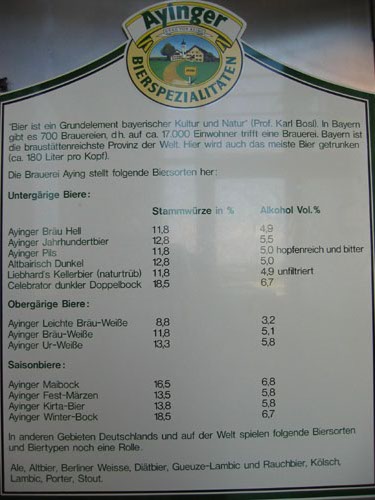 Ayinger
BIERSPEZIALITÄTEN
"Bier ist ein Grundelement bayerischer Kultur und Natur" (Prof. Karl Bosl). In Bayern
gibt es 700 Brauereien, d.h. auf ca. 17.000 Einwohner trifft eine Brauerei. Bayern ist
die braustättenreichste Provinz der Welt. Hier wird auch das meiste Bier getrunken
(ca. 180 Liter pro Kopf).
Die Brauerei Aying stellt folgende Biersorten her:
Untergärige Biere:
Stammwürze in % Alkohol Vol.%
Ayinger Bräu Hell 11,8 4,9
Ayinger Jahrhundertbier 12,8 5,5
Ayinger Pils 11,8 5,0 hopfenreich und bitter
Altbairisch Dunkel 12,8 5,0
Liebhard's Kellerbier (naturtrüb) 11,8 4,9 unfiltriert
Celebrator dunkler Doppelbock 18,5 6,7
Obergärige Biere:
Ayinger Leichte Bräu-Weiße 8,8 3,2
Ayinger Bräu-Weiße 11,8 5,1
Ayinger Ur-Weiße 13,3 5,8
Saisonbiere:
Ayinger Maibock 16,5 6,8
Ayinger Fest-Märzen 13,5 5,8
Ayinger Kirta-Bier 13,8 5,8
Ayinger Winter-Bock 18,5 6,7
In anderen Gebieten Deutschlands und auf der Welt spielen folgende Biersorten
und Biertypen noch eine Rolle.
Ale, Altbier, Berliner Weisse, Diätbier, Gueuze-Lambic und Rauchbier, Kölsch,
Lambic, Porter, Stout.